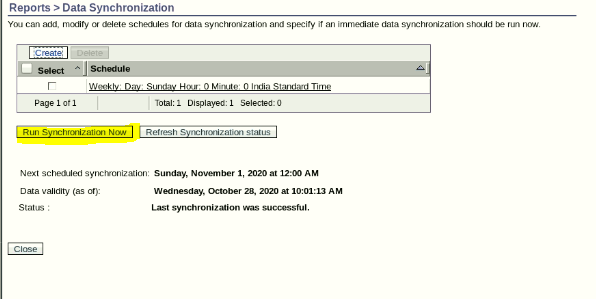 Reports > Data Synchronization
You can add, modify or delete schedules for data synchronization and specify if an immediate data synchronization should be run now.
Create Delete
Select Schedule
Weekly: Day: Sunday Hour: 0 Minute: 0 India Standard Time
Page 1 of 1 Total: 1 Displayed: 1 Selected: 0
Run Synchronization Now Refresh Synchronization status
Next scheduled synchronization: Sunday, November 1, 2020 at 12:00 AM
Data validity (as of): Wednesday, October 28, 2020 at 10:01:13 AM
Status : Last synchronization was successful.
Close